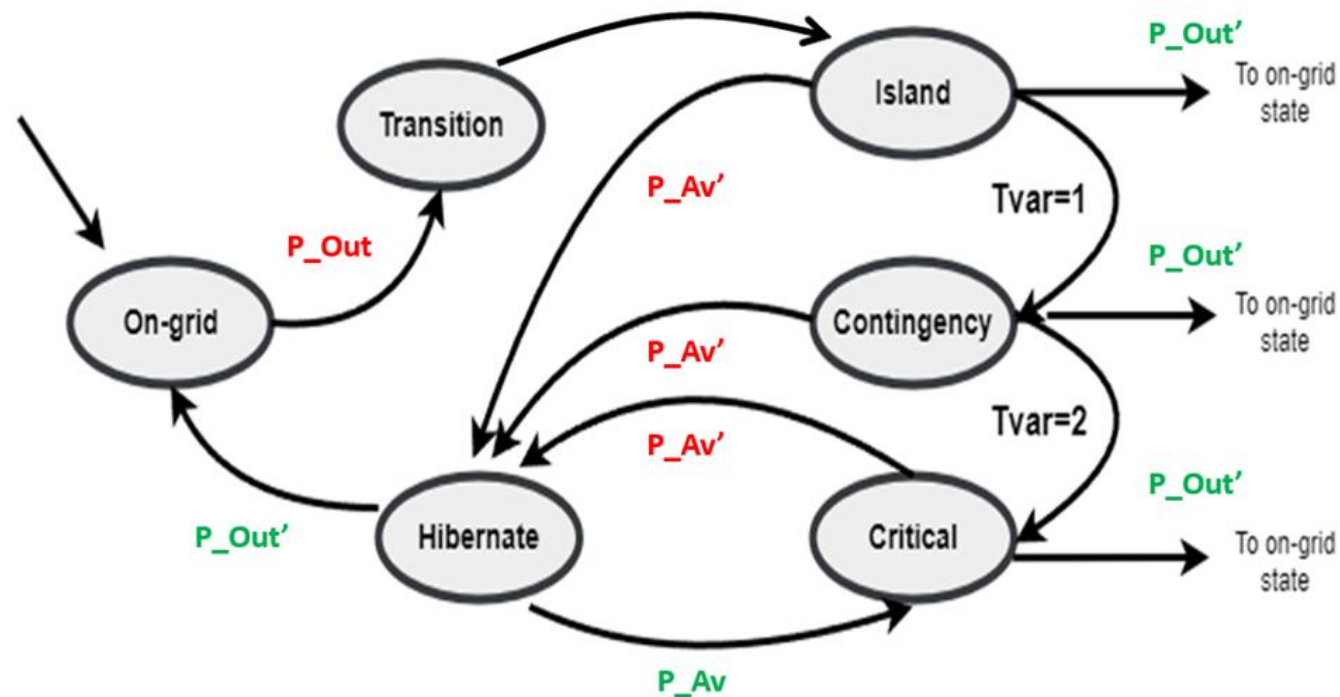 P_Out’
Transition
Island
To on-grid
state
P_Av’
Tvar=1
P_Out
P_Out’
On-grid
Contingency
To on-grid
state
P_Av’
Tvar=2
P_Av’
P_Out’
P_Out’
Hibernate
Critical
To on-grid
state
P_Av